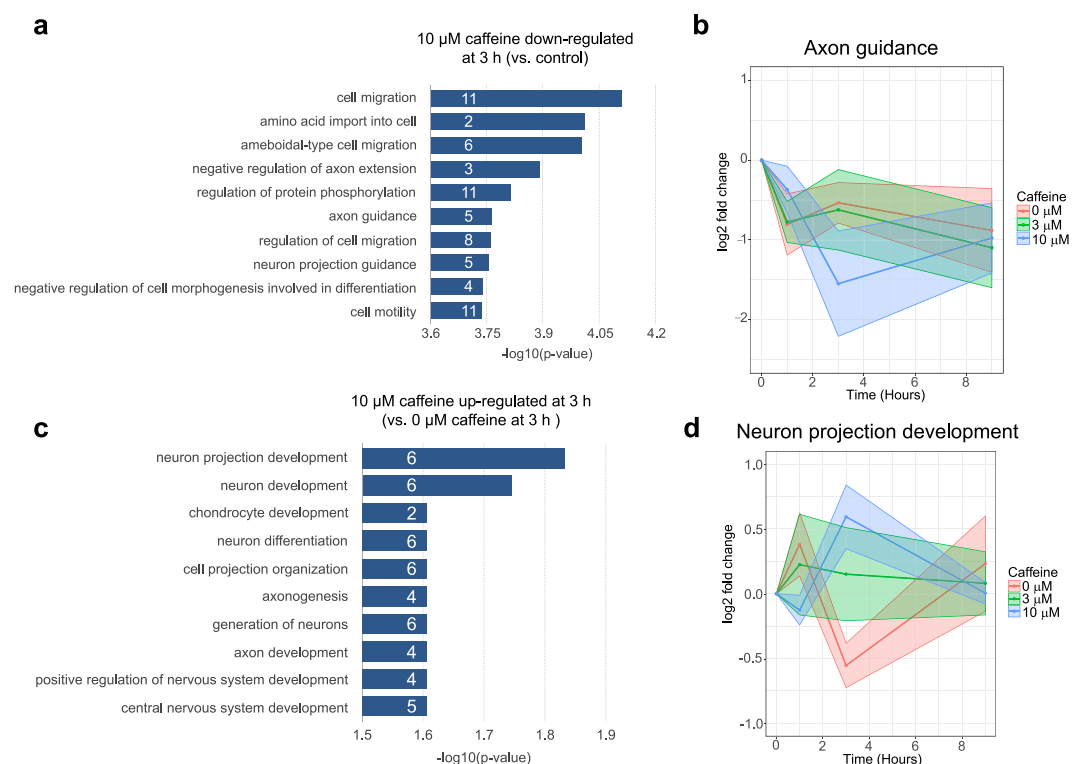 a
10 µM caffeine down-regulated
at 3 h (vs. control)
cell migration 11
amino acid import into cell 2
ameboidal-type cell migration 6
negative regulation of axon extension 3
regulation of protein phosphorylation 11
axon guidance 5
regulation of cell migration 8
neuron projection guidance 5
negative regulation of cell morphogenesis involved in differentiation 4
cell motility 11
3.6 3.75 3.9 4.05 4.2
-log10(p-value)
b
Axon guidance
1
0
−1
−2
log2 fold change
0 2 4 6 8
Time (Hours)
Caffeine
0 µM
3 µM
10 µM
c
10 µM caffeine up-regulated at 3 h
(vs. 0 µM caffeine at 3 h )
neuron projection development 6
neuron development 6
chondrocyte development 2
neuron differentiation 6
cell projection organization 6
axonogenesis 4
generation of neurons 6
axon development 4
positive regulation of nervous system development 4
central nervous system development 5
1.5 1.6 1.7 1.8 1.9
-log10(p-value)
d
Neuron projection development
1.0
0.5
0.0
-0.5
-1.0
log2 fold change
0 2 4 6 8
Time (Hours)
Caffeine
0 µM
3 µM
10 µM